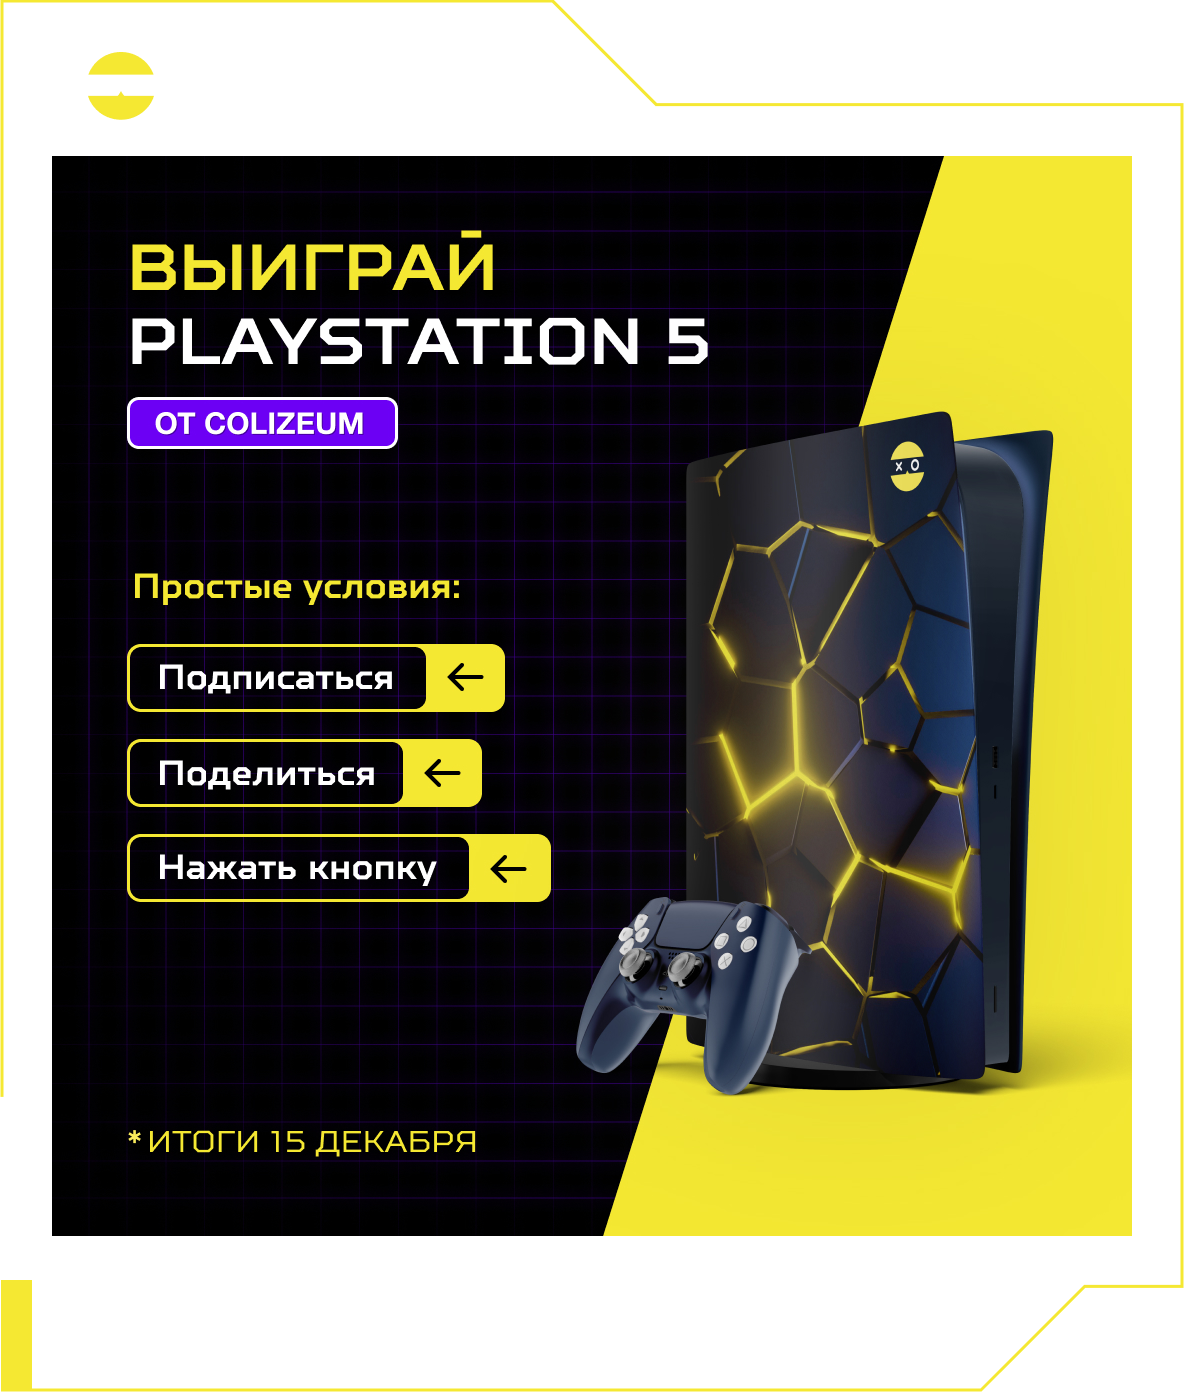 ВЫИГРАЙ
PLAYSTATION 5
ОТ COLIZEUM
Простые условия:
Подписаться
Поделиться
Нажать кнопку
* ИТОГИ 15 ДЕКАБРЯ